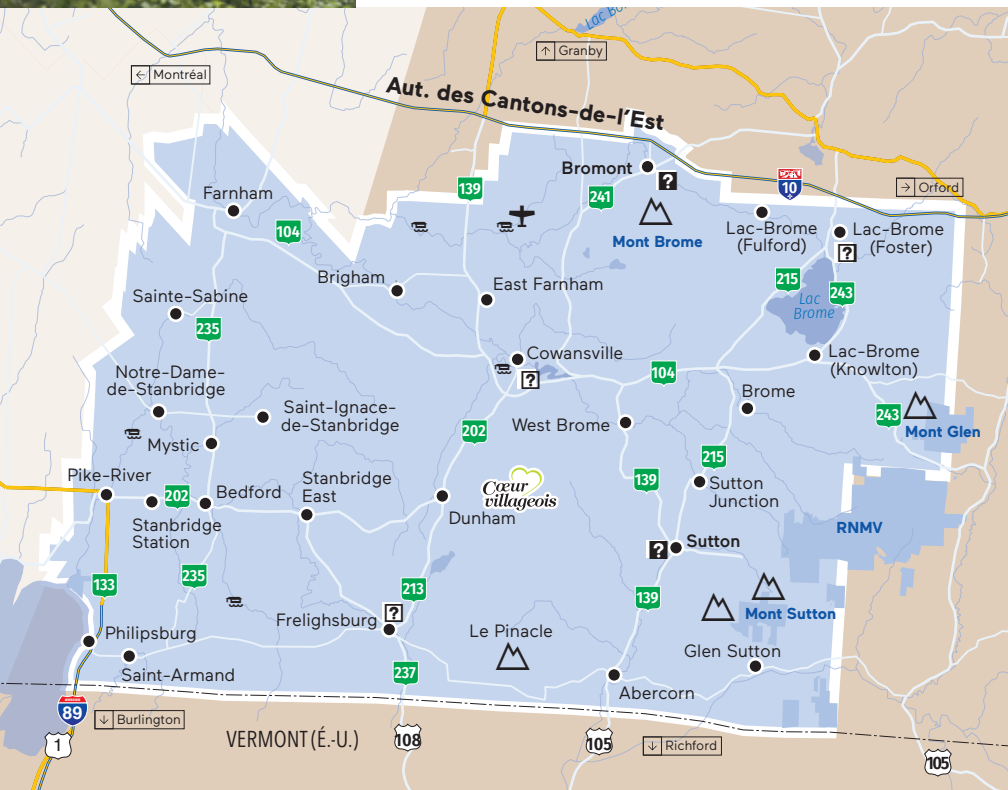 Lac Bro
↑ Granby
← Montréal
Aut. des Cantons-de-l'Est
Bromont
?
139
241
10
→ Orford
Farnham
104
Mont Brome
Lac-Brome
(Fulford)
Lac-Brome
(Foster)
?
Brigham
East Farnham
215
243
Lac
Brome
Sainte-Sabine
235
Cowansville
?
Lac-Brome
(Knowlton)
104
Notre-Dame-
de-Stanbridge
Saint-Ignace-
de-Stanbridge
Brome
West Brome
243
Mont Glen
Mystic
202
215
Pike-River
202
Bedford
Stanbridge
East
Cœur
villageois
139
Sutton
Junction
Stanbridge
Station
Dunham
RNMV
?
Sutton
133
235
213
139
Mont Sutton
Frelighsburg
?
Le Pinacle
Philipsburg
Saint-Armand
237
Glen Sutton
Abercorn
89
↓ Burlington
1
VERMONT (É.-U.)
108
105
↓ Richford
105